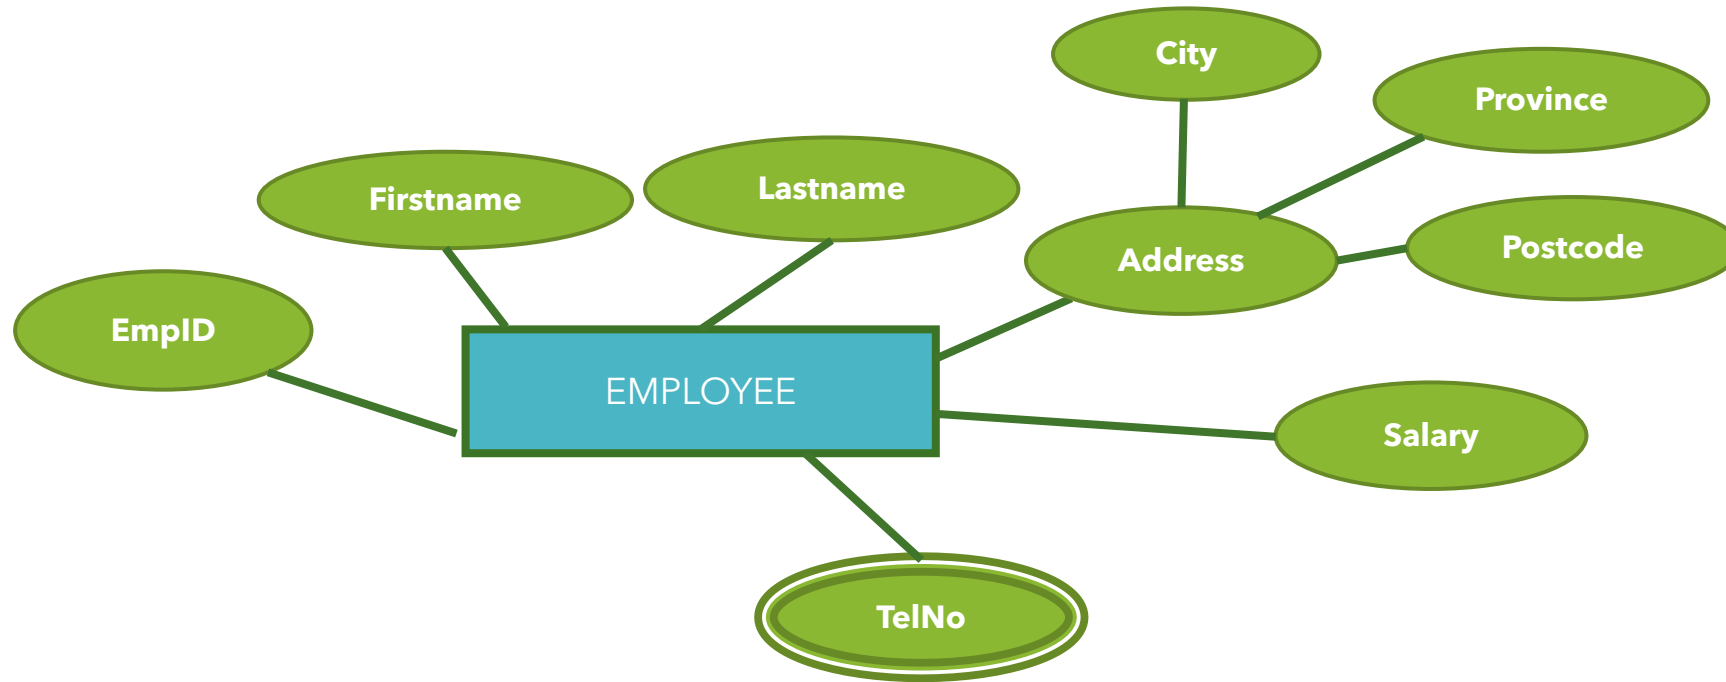 City
Province
Firstname
Lastname
Address
Postcode
EmpID
EMPLOYEE
Salary
TelNo